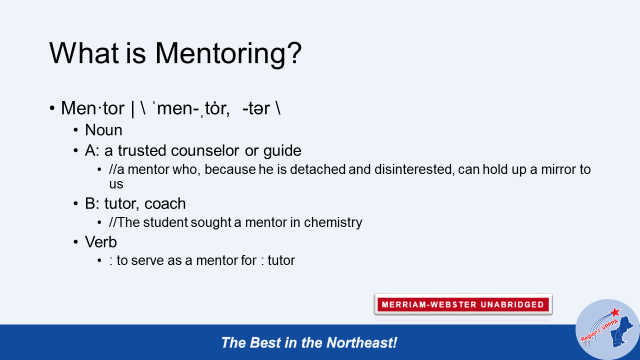 What is Mentoring?
• Men·tor | \ ˈmen-ˌtȯr, -tər \
• Noun
• A: a trusted counselor or guide
• //a mentor who, because he is detached and disinterested, can hold up a mirror to
us
• B: tutor, coach
• //The student sought a mentor in chemistry
• Verb
• : to serve as a mentor for : tutor
MERRIAM-WEBSTER UNABRIDGED
The Best in the Northeast!
Region I VPPPA